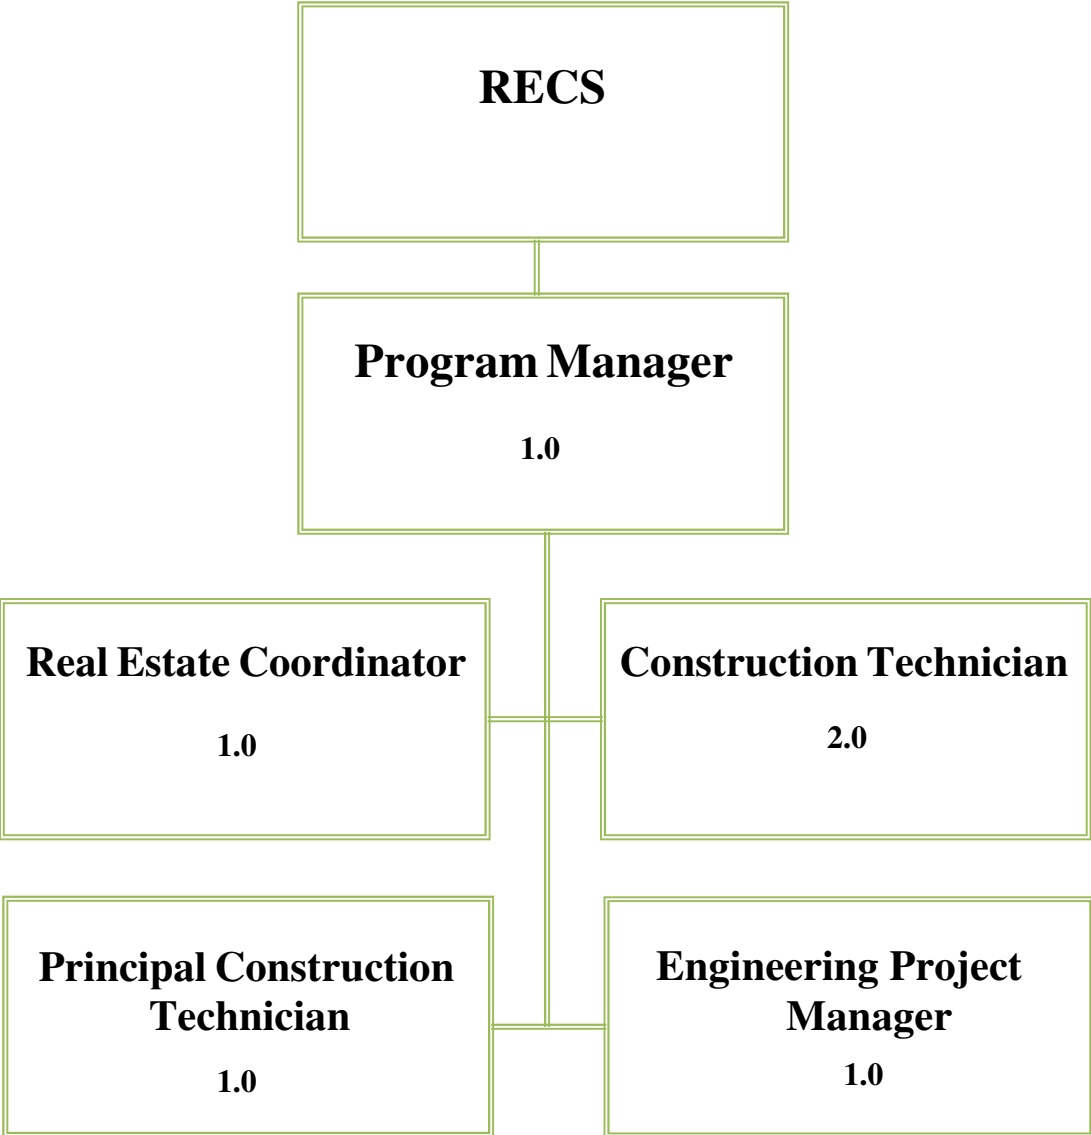 RECS
Program Manager
1.0
Real Estate Coordinator
1.0
Construction Technician
2.0
Principal Construction
Technician
1.0
Engineering Project
Manager
1.0